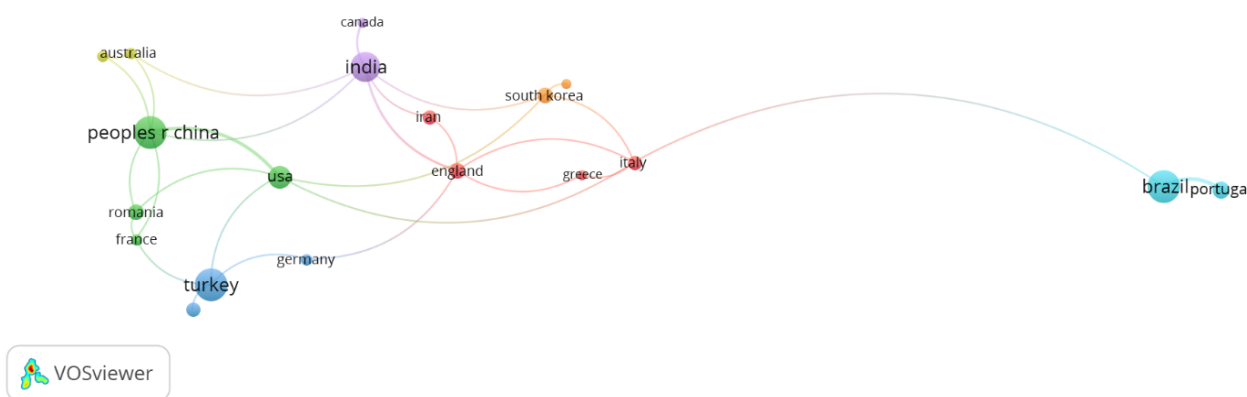 canada
australia
india
south korea
iran
peoples r china
england
italy
greece
usa
brazil
portuga
romania
france
germany
turkey
VOSviewer